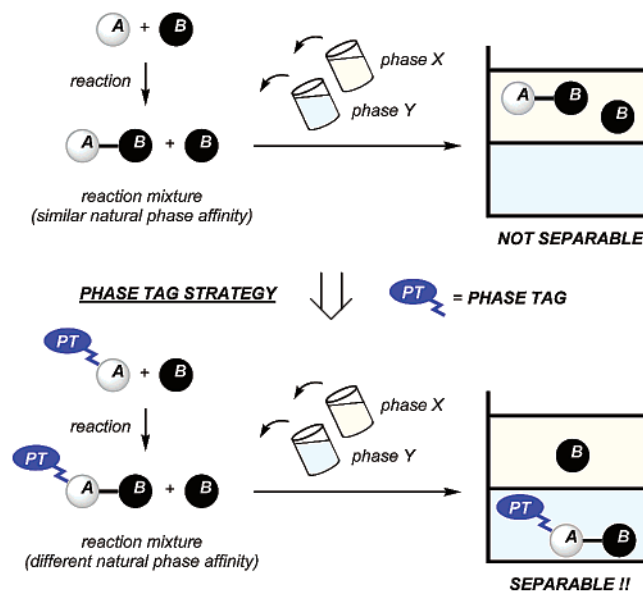 A + B
reaction
phase X
phase Y
A B + B
A B B
reaction mixture
(similar natural phase affinity)
NOT SEPARABLE
PHASE TAG STRATEGY
PT = PHASE TAG
PT
A + B
reaction
phase X
phase Y
PT
A B + B
B
PT
A B
reaction mixture
(different natural phase affinity)
SEPARABLE !!